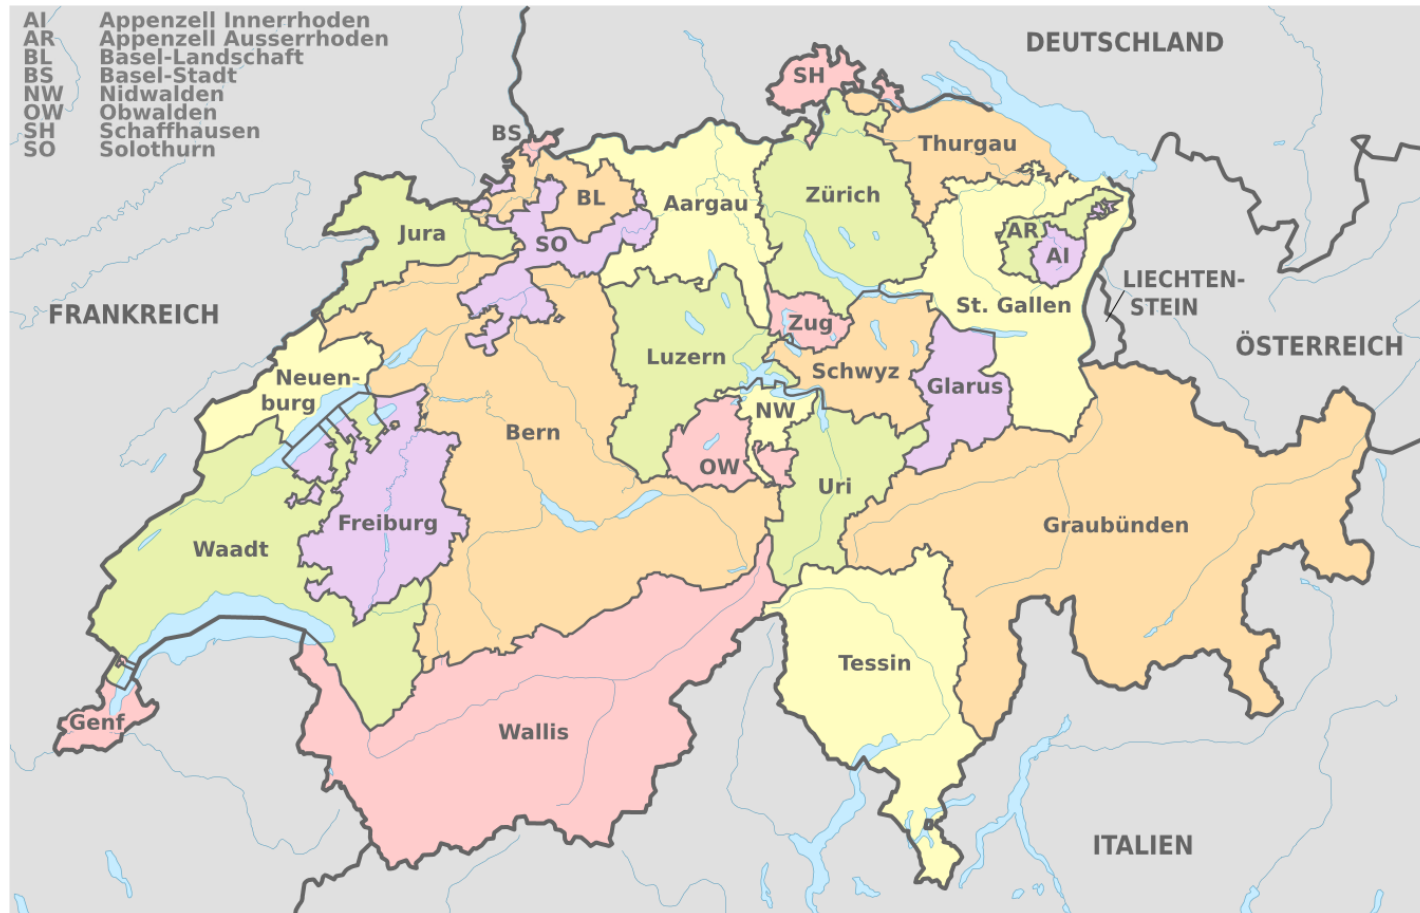 AI Appenzell Innerrhoden
AR Appenzell Ausserrhoden
BL Basel-Landschaft
BS Basel-Stadt
NW Nidwalden
OW Obwalden
SH Schaffhausen
SO Solothurn
DEUTSCHLAND
SH
BS
Thurgau
BL
Aargau
Zürich
Jura
SO
AR
AI
LIECHTEN-
STEIN
FRANKREICH
St. Gallen
Zug
ÖSTERREICH
Luzern
Schwyz
Glarus
Neuen-
burg
NW
Bern
OW
Uri
Freiburg
Graubünden
Waadt
Tessin
Genf
Wallis
ITALIEN